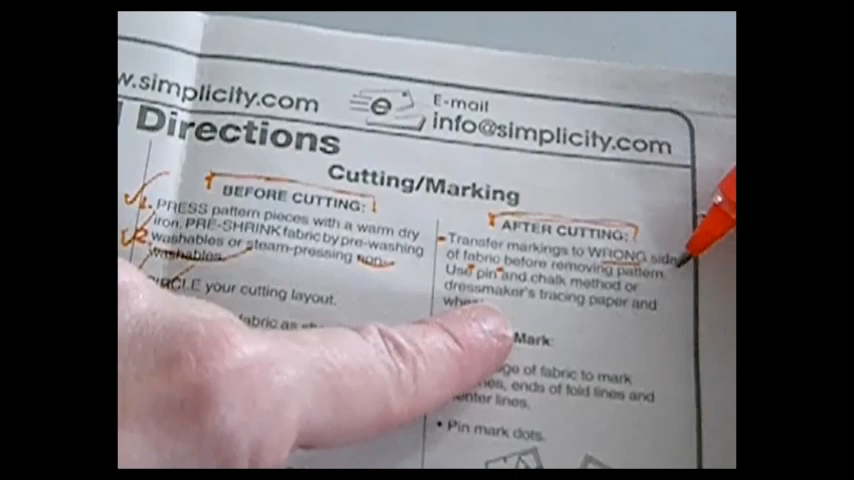 w.simplicity.com
E-mail
info@simplicity.com
Directions
Cutting/Marking
BEFORE CUTTING:
1. PRESS pattern pieces with a warm dry
iron. PRE-SHRINK fabric by pre-washing
washables or steam-pressing non-
washables.
2.
CIRCLE your cutting layout.
fabric as
AFTER CUTTING:
Transfer markings to WRONG side
of fabric before removing pattern.
Use pin and chalk method or
dressmaker's tracing paper and
Mark:
of fabric to mark
ends of fold lines and
center lines.
• Pin mark dots.